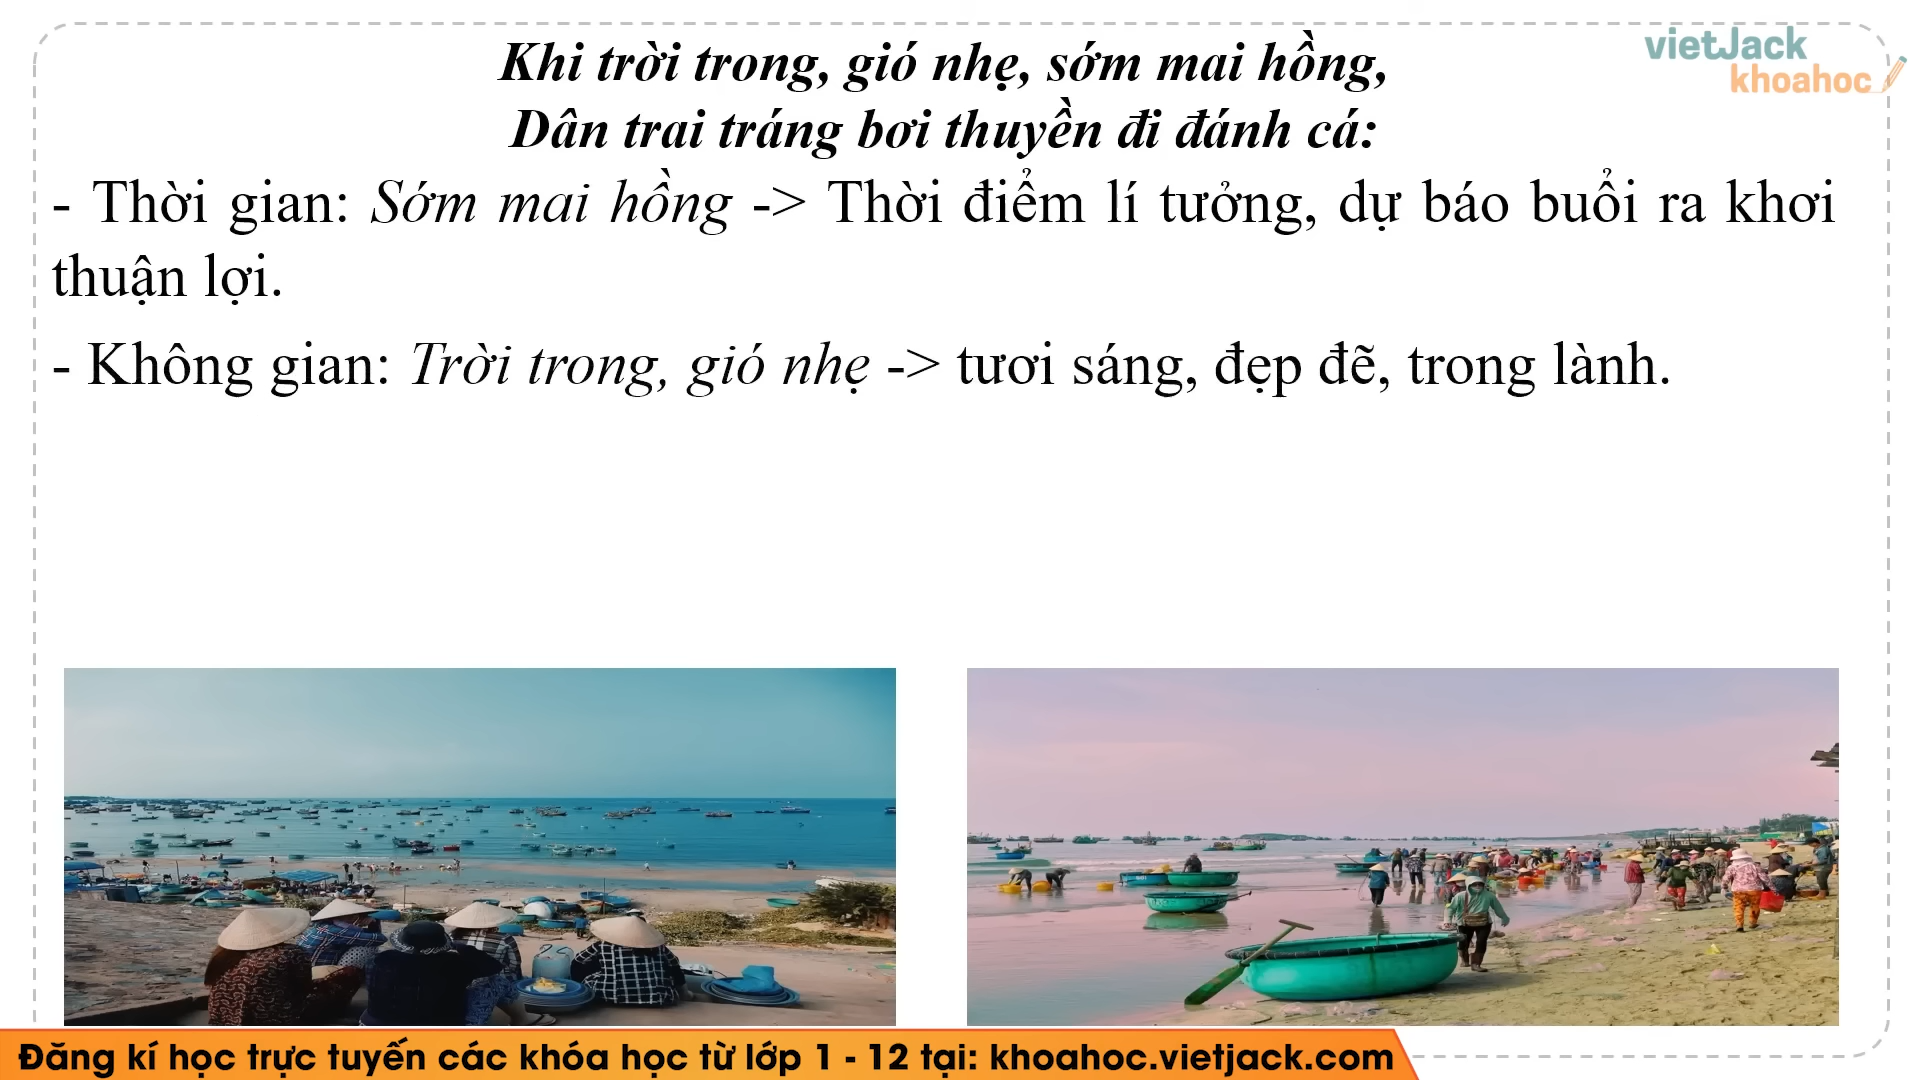 vietJack
khoahoc
Khi trời trong, gió nhẹ, sớm mai hồng,
Dân trai tráng bơi thuyền đi đánh cá:
- Thời gian: Sớm mai hồng -> Thời điểm lí tưởng, dự báo buổi ra khơi
thuận lợi.
- Không gian: Trời trong, gió nhẹ -> tươi sáng, đẹp đẽ, trong lành.
Đăng kí học trực tuyến các khóa học từ lớp 1 - 12 tại: khoahoc.vietjack.com